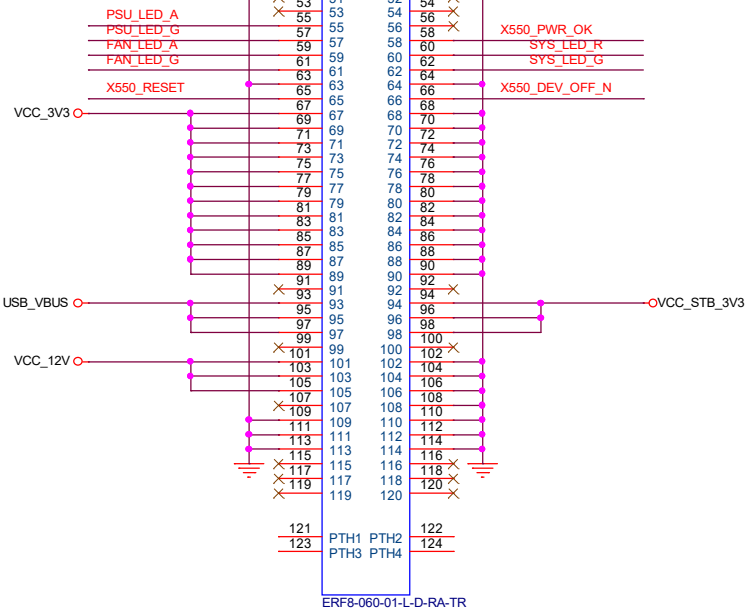 53 53 54 54
PSU_LED_A 55 55 56 56
PSU_LED_G 57 57 58 58 X550_PWR_OK
FAN_LED_A 59 59 60 60 SYS_LED_R
FAN_LED_G 61 61 62 62 SYS_LED_G
63 63 64 64
X550_RESET 65 65 66 66 X550_DEV_OFF_N
VCC_3V3 67 67 68 68
69 69 70 70
71 71 72 72
73 73 74 74
75 75 76 76
77 77 78 78
79 79 80 80
81 81 82 82
83 83 84 84
85 85 86 86
87 87 88 88
89 89 90 90
91 91 92 92
USB_VBUS 93 93 94 94 VCC_STB_3V3
95 95 96 96
97 97 98 98
99 99 100 100
VCC_12V 101 101 102 102
103 103 104 104
105 105 106 106
107 107 108 108
109 109 110 110
111 111 112 112
113 113 114 114
115 115 116 116
117 117 118 118
119 119 120 120
121 PTH1 PTH2 122
123 PTH3 PTH4 124
ERF8-060-01-L-D-RA-TR